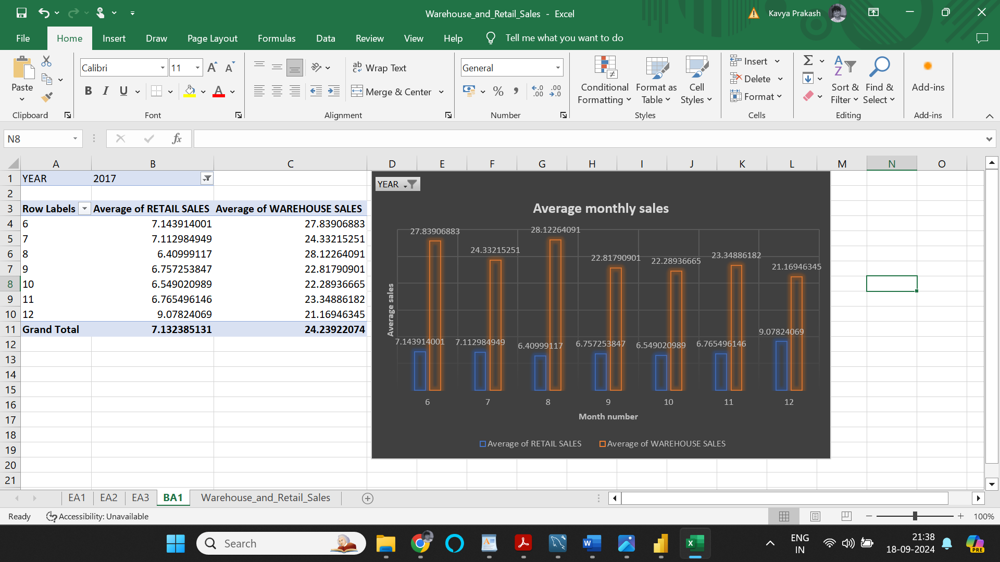 Warehouse_and_Retail_Sales - Excel
Kavya Prakash
File Home Insert Draw Page Layout Formulas Data Review View Help Tell me what you want to do
Paste
Clipboard
Calibri 11
B I U A
Font
Wrap Text
Merge & Center
Alignment
General
% ,
Number
Conditional Formatting
Format as Table
Cell Styles
Styles
Insert
Delete
Format
Cells
Sort & Filter
Find & Select
Editing
Add-ins
Add-ins
N8 fx
A B C D E F G H I J K L M N O
1 YEAR 2017
2
3 Row Labels Average of RETAIL SALES Average of WAREHOUSE SALES
4 6 7.143914001 27.83906883
5 7 7.112984949 24.33215251
6 8 6.40999117 28.12264091
7 9 6.757253847 22.81790901
8 10 6.549020989 22.28936665
9 11 6.765496146 23.34886182
10 12 9.07824069 21.16946345
11 Grand Total 7.132385131 24.23922074
12
13
14
15
16
17
18
19
20
21
YEAR
Average monthly sales
27.83906883 24.33215251 28.12264091 22.81790901 22.28936665 23.34886182 21.16946345
Average sales
7.143914001 7.112984949 6.40999117 6.757253847 6.549020989 6.765496146 9.07824069
6 7 8 9 10 11 12
Month number
Average of RETAIL SALES Average of WAREHOUSE SALES
EA1 EA2 EA3 BA1 Warehouse_and_Retail_Sales
Ready Accessibility: Unavailable 100%
Search
ENG
IN
21:38
18-09-2024
PRE